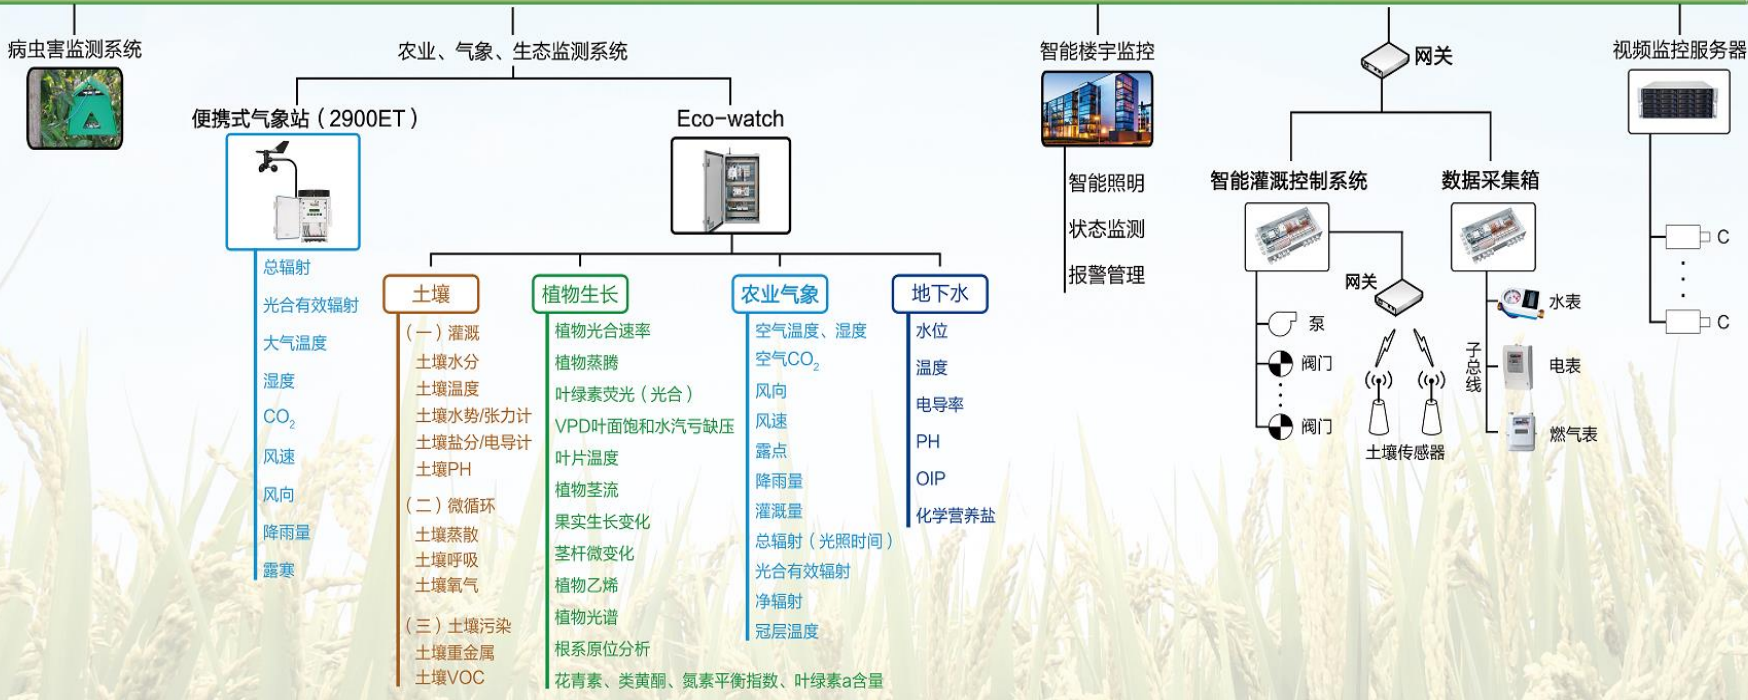 病虫害监测系统
农业、气象、生态监测系统
便携式气象站（2900ET）
总辐射
光合有效辐射
大气温度
湿度
CO₂
风速
风向
降雨量
露寒
Eco-watch
土壤
（一）灌溉
土壤水分
土壤温度
土壤水势/张力计
土壤盐分/电导计
土壤PH
（二）微循环
土壤蒸散
土壤呼吸
土壤氧气
（三）土壤污染
土壤重金属
土壤VOC
植物生长
植物光合速率
植物蒸腾
叶绿素荧光（光合）
VPD叶面饱和水汽亏缺压
叶片温度
植物茎流
果实生长变化
茎杆微变化
植物乙烯
植物光谱
根系原位分析
花青素、类黄酮、氮素平衡指数、叶绿素a含量
农业气象
空气温度、湿度
空气CO₂
风向
风速
露点
降雨量
灌溉量
总辐射（光照时间）
光合有效辐射
净辐射
冠层温度
地下水
水位
温度
电导率
PH
OIP
化学营养盐
智能楼宇监控
智能照明
状态监测
报警管理
网关
智能灌溉控制系统
泵
阀门
阀门
网关
土壤传感器
数据采集箱
子总线
水表
电表
燃气表
视频监控服务器
C
C